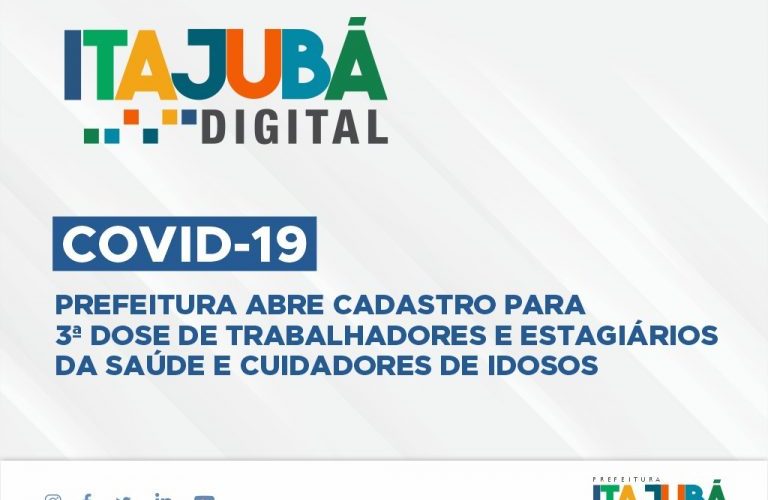 ITAJUBÁ
DIGITAL
COVID-19
PREFEITURA ABRE CADASTRO PARA
3ª DOSE DE TRABALHADORES E ESTAGIÁRIOS
DA SAÚDE E CUIDADORES DE IDOSOS
PREFEITURA
ITAJUBÁ